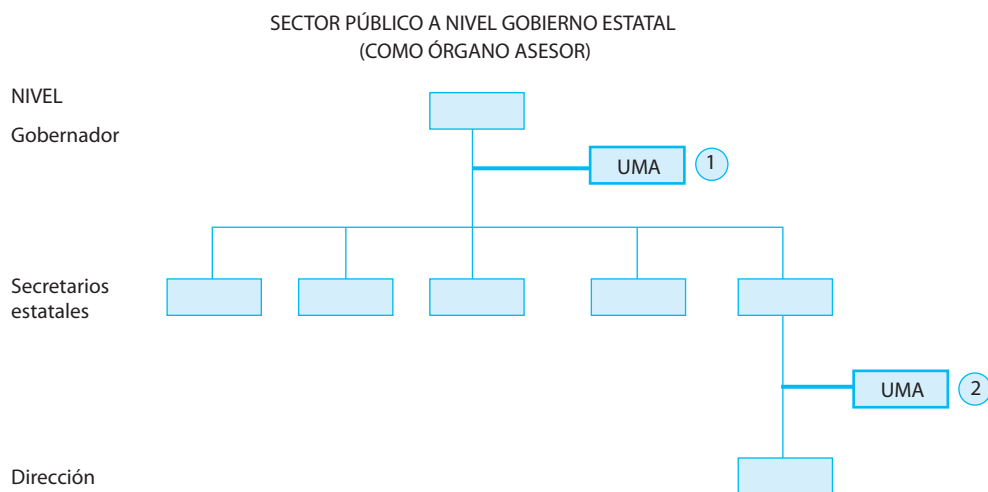 SECTOR PÚBLICO A NIVEL GOBIERNO ESTATAL
(COMO ÓRGANO ASESOR)
NIVEL
Gobernador
UMA
1
Secretarios
estatales
UMA
2
Dirección